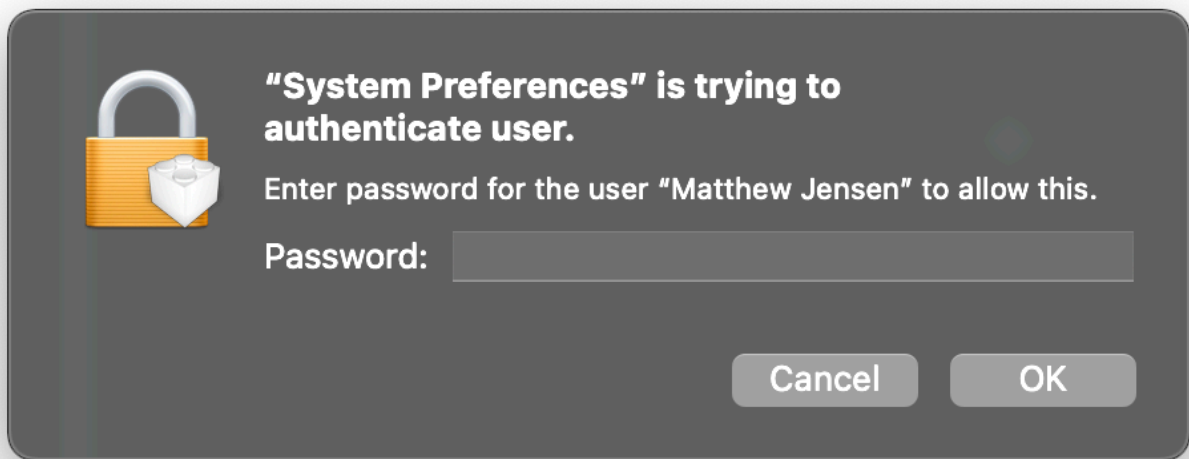 “System Preferences” is trying to
authenticate user.
Enter password for the user “Matthew Jensen” to allow this.
Password:
Cancel
OK